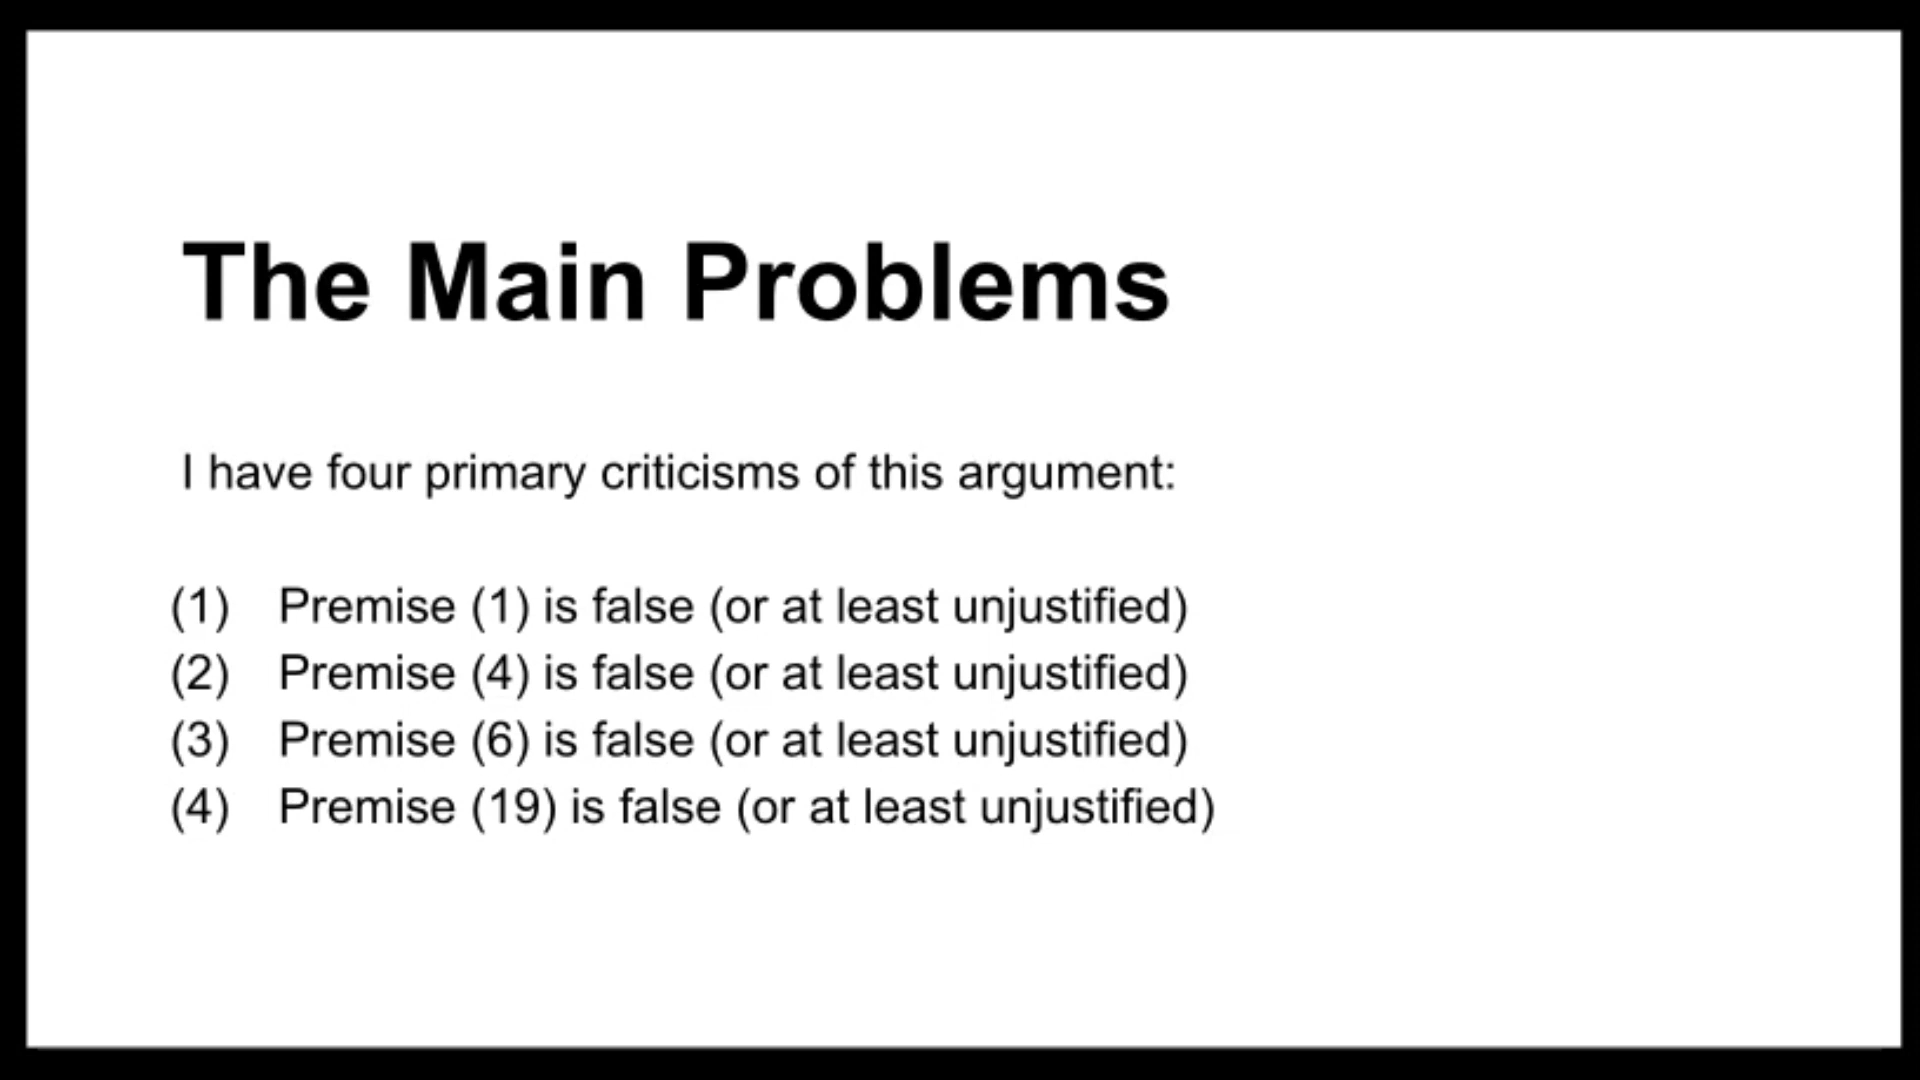 The Main Problems
I have four primary criticisms of this argument:
(1) Premise (1) is false (or at least unjustified)
(2) Premise (4) is false (or at least unjustified)
(3) Premise (6) is false (or at least unjustified)
(4) Premise (19) is false (or at least unjustified)